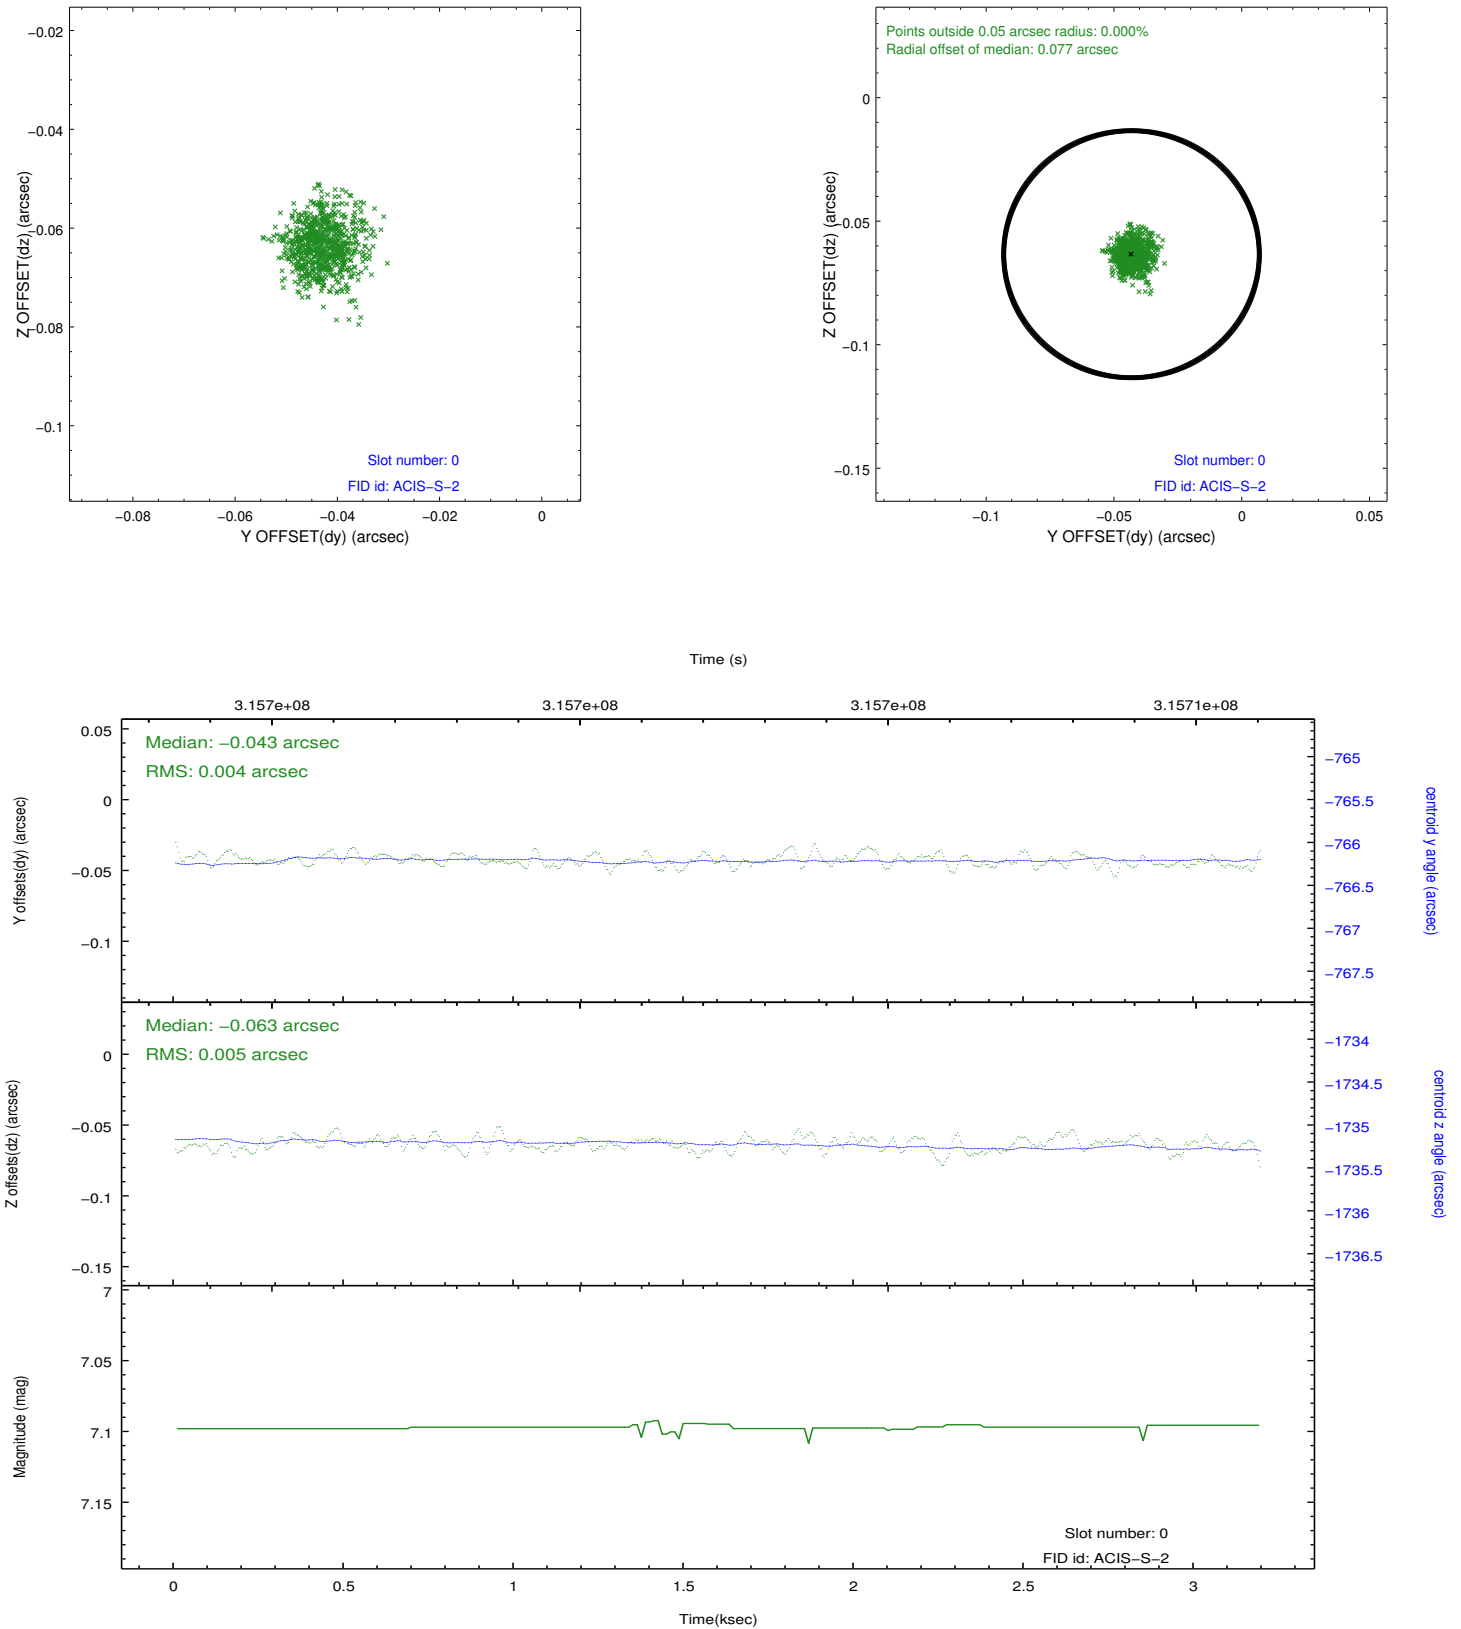 −0.02
−0.04
−0.06
−0.08
−0.1
Z OFFSET(dz) (arcsec)
Slot number: 0
FID id: ACIS−S−2
−0.08
−0.06
−0.04
−0.02
0
Y OFFSET(dy) (arcsec)
Points outside 0.05 arcsec radius: 0.000%
Radial offset of median: 0.077 arcsec
0
−0.05
−0.1
−0.15
Z OFFSET(dz) (arcsec)
Slot number: 0
FID id: ACIS−S−2
−0.1
−0.05
0
0.05
Y OFFSET(dy) (arcsec)
Time (s)
3.157e+08
3.157e+08
3.157e+08
3.1571e+08
Median: −0.043 arcsec
RMS: 0.004 arcsec
0.05
0
−0.05
−0.1
Y offsets(dy) (arcsec)
−765
−765.5
−766
−766.5
−767
−767.5
centroid y angle (arcsec)
Median: −0.063 arcsec
RMS: 0.005 arcsec
0
−0.05
−0.1
−0.15
Z offsets(dz) (arcsec)
−1734
−1734.5
−1735
−1735.5
−1736
−1736.5
centroid z angle (arcsec)
7
7.05
7.1
7.15
Magnitude (mag)
Slot number: 0
FID id: ACIS−S−2
0
0.5
1
1.5
2
2.5
3
Time(ksec)